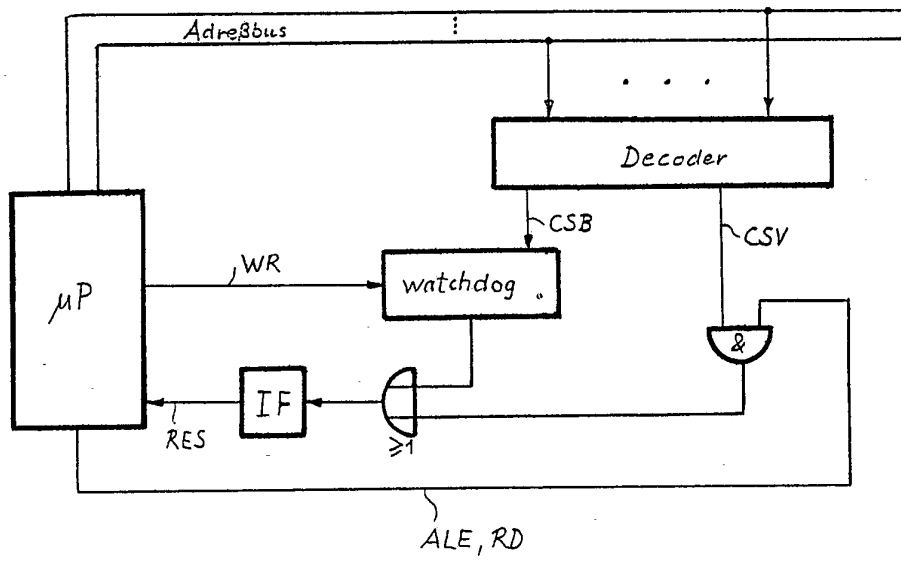 Adreßbus
Decoder
CSB
CSV
WR
µP
watchdog
&
IF
RES
≥1
ALE, RD